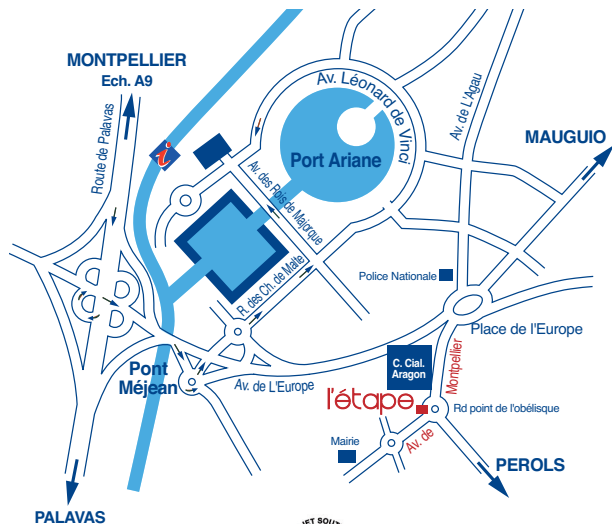 MONTPELLIER
Ech. A9
Route de Palavas
i
Av. Léonard de Vinci
Av. de L'Agau
MAUGUIO
Port Ariane
Av. des Rois de Majorque
R. des Ch. de Malte
Police Nationale
Place de l'Europe
Pont
Méjean
Av. de L'Europe
C. Cial.
Aragon
Montpellier
l'étape
Rd point de l'obélisque
Av. de
Mairie
PEROLS
PALAVAS